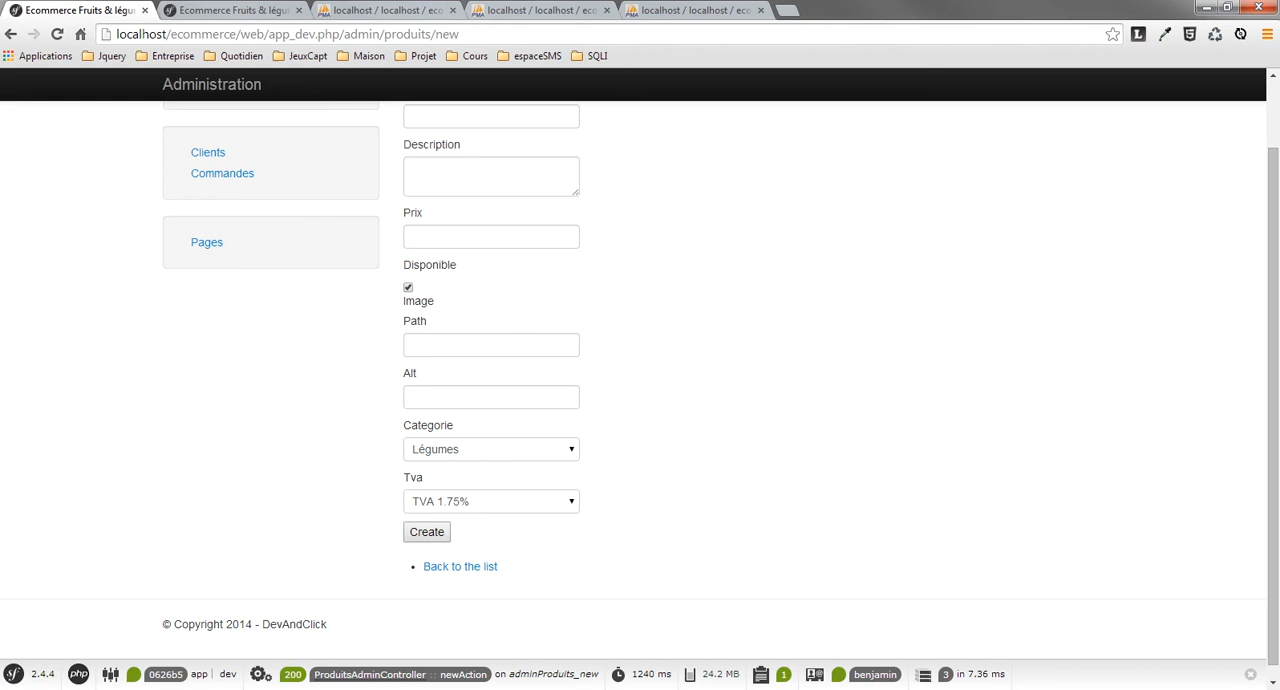 Ecommerce Fruits & légu
Ecommerce Fruits & légu
localhost / localhost / eco
localhost / localhost / eco
localhost / localhost / eco
localhost/ecommerce/web/app_dev.php/admin/produits/new
Applications Jquery Entreprise Quotidien JeuxCapt Maison Projet Cours espaceSMS SQLI
Administration
Clients
Commandes
Pages
Description
Prix
Disponible
Image
Path
Alt
Categorie
Légumes
Tva
TVA 1.75%
Create
• Back to the list
© Copyright 2014 - DevAndClick
2.4.4 php 0626b5 app | dev 200 ProduitsAdminController :: newAction on adminProduits_new 1240 ms 24.2 MB 1 benjamin 3 in 7.36 ms